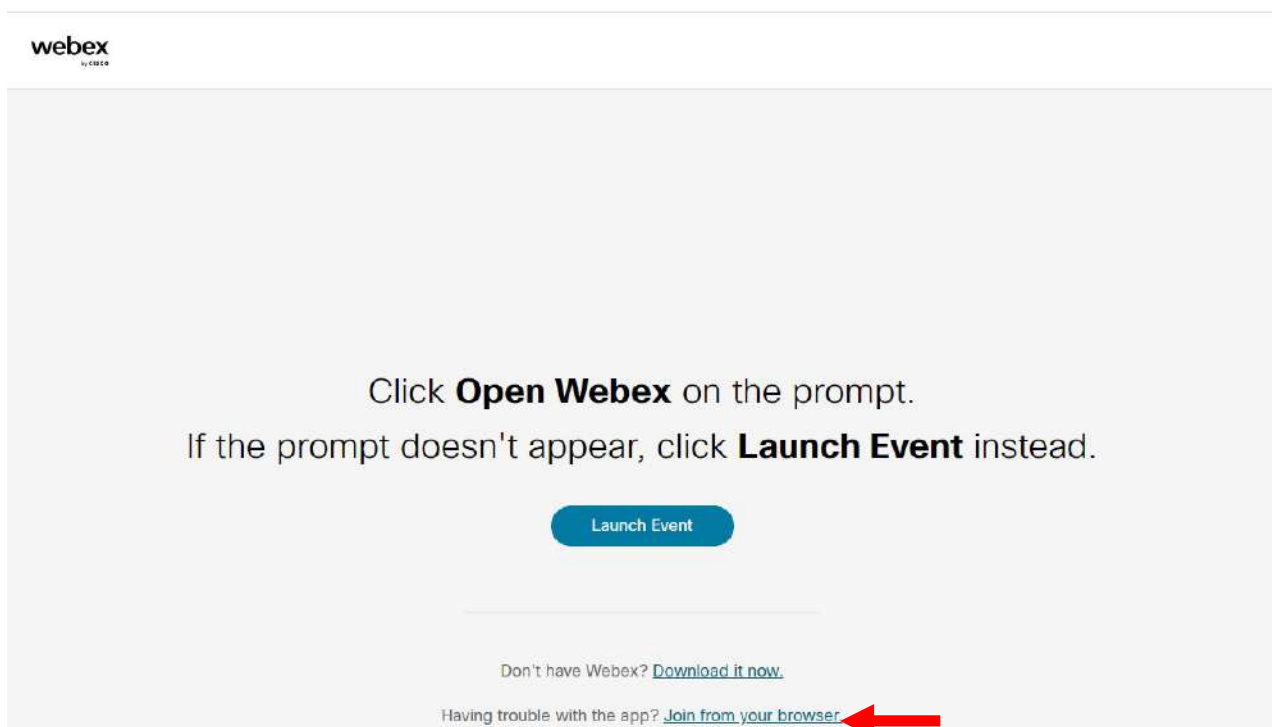 webex
by CISCO
Click Open Webex on the prompt.
If the prompt doesn't appear, click Launch Event instead.
Launch Event
Don't have Webex? Download it now.
Having trouble with the app? Join from your browser.